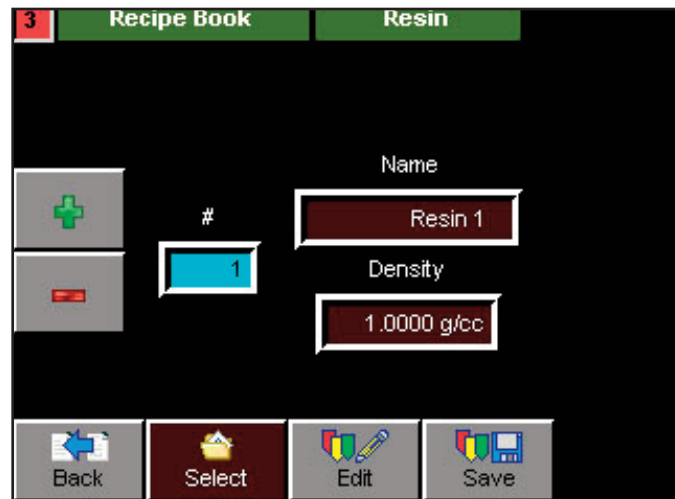 3 Recipe Book Resin
Name
#
Resin 1
1
Density
1.0000 g/cc
Back Select Edit Save